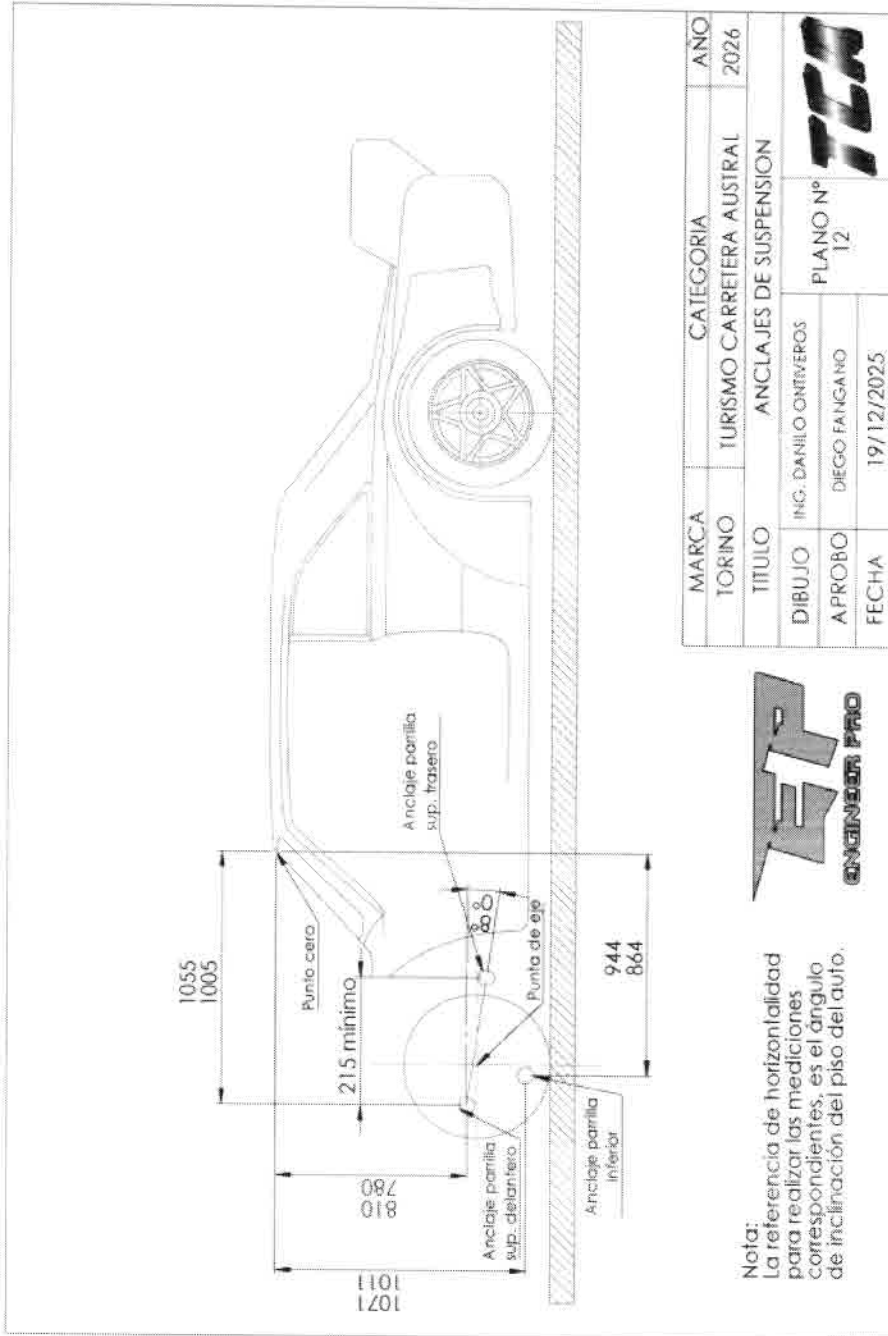 1055
1005
Punto cero
215 mínimo
Anclaje parrilla
sup. trasero
8°
Punta de eje
944
864
810
780
1071
1011
Anclaje parrilla
sup. delantero
Anclaje parrilla
inferior
Nota:
La referencia de horizontalidad
para realizar las mediciones
correspondientes, es el ángulo
de inclinación del piso del auto.
ENGINEER PRO
MARCA CATEGORIA AÑO
TORINO TURISMO CARRETERA AUSTRAL 2026
TITULO ANCLAJES DE SUSPENSION
DIBUJO ING. DANILO ONTIVEROS
APROBO DIEGO FANGANO
FECHA 19/12/2025
PLANO Nº
12
TCA